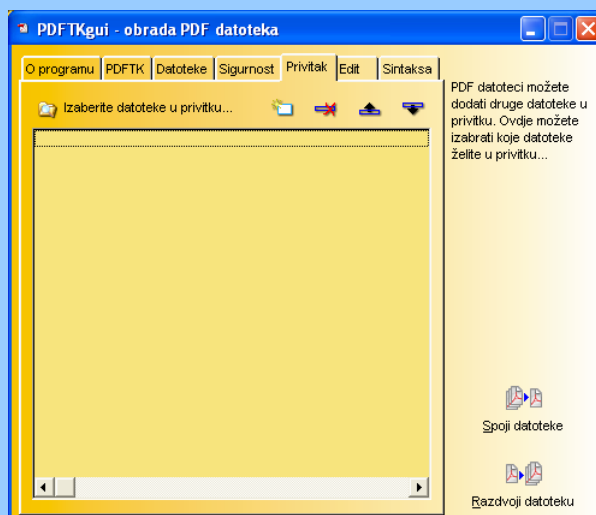 PDFTKgui - obrada PDF datoteka
O programu PDFTK Datoteke Sigurnost Privitak Edit Sintaksa
Izaberite datoteke u privitku...
PDF datoteci možete
dodati druge datoteke u
privitku. Ovdje možete
izabrati koje datoteke
želite u privitku...
Spoji datoteke
Razdvoji datoteku